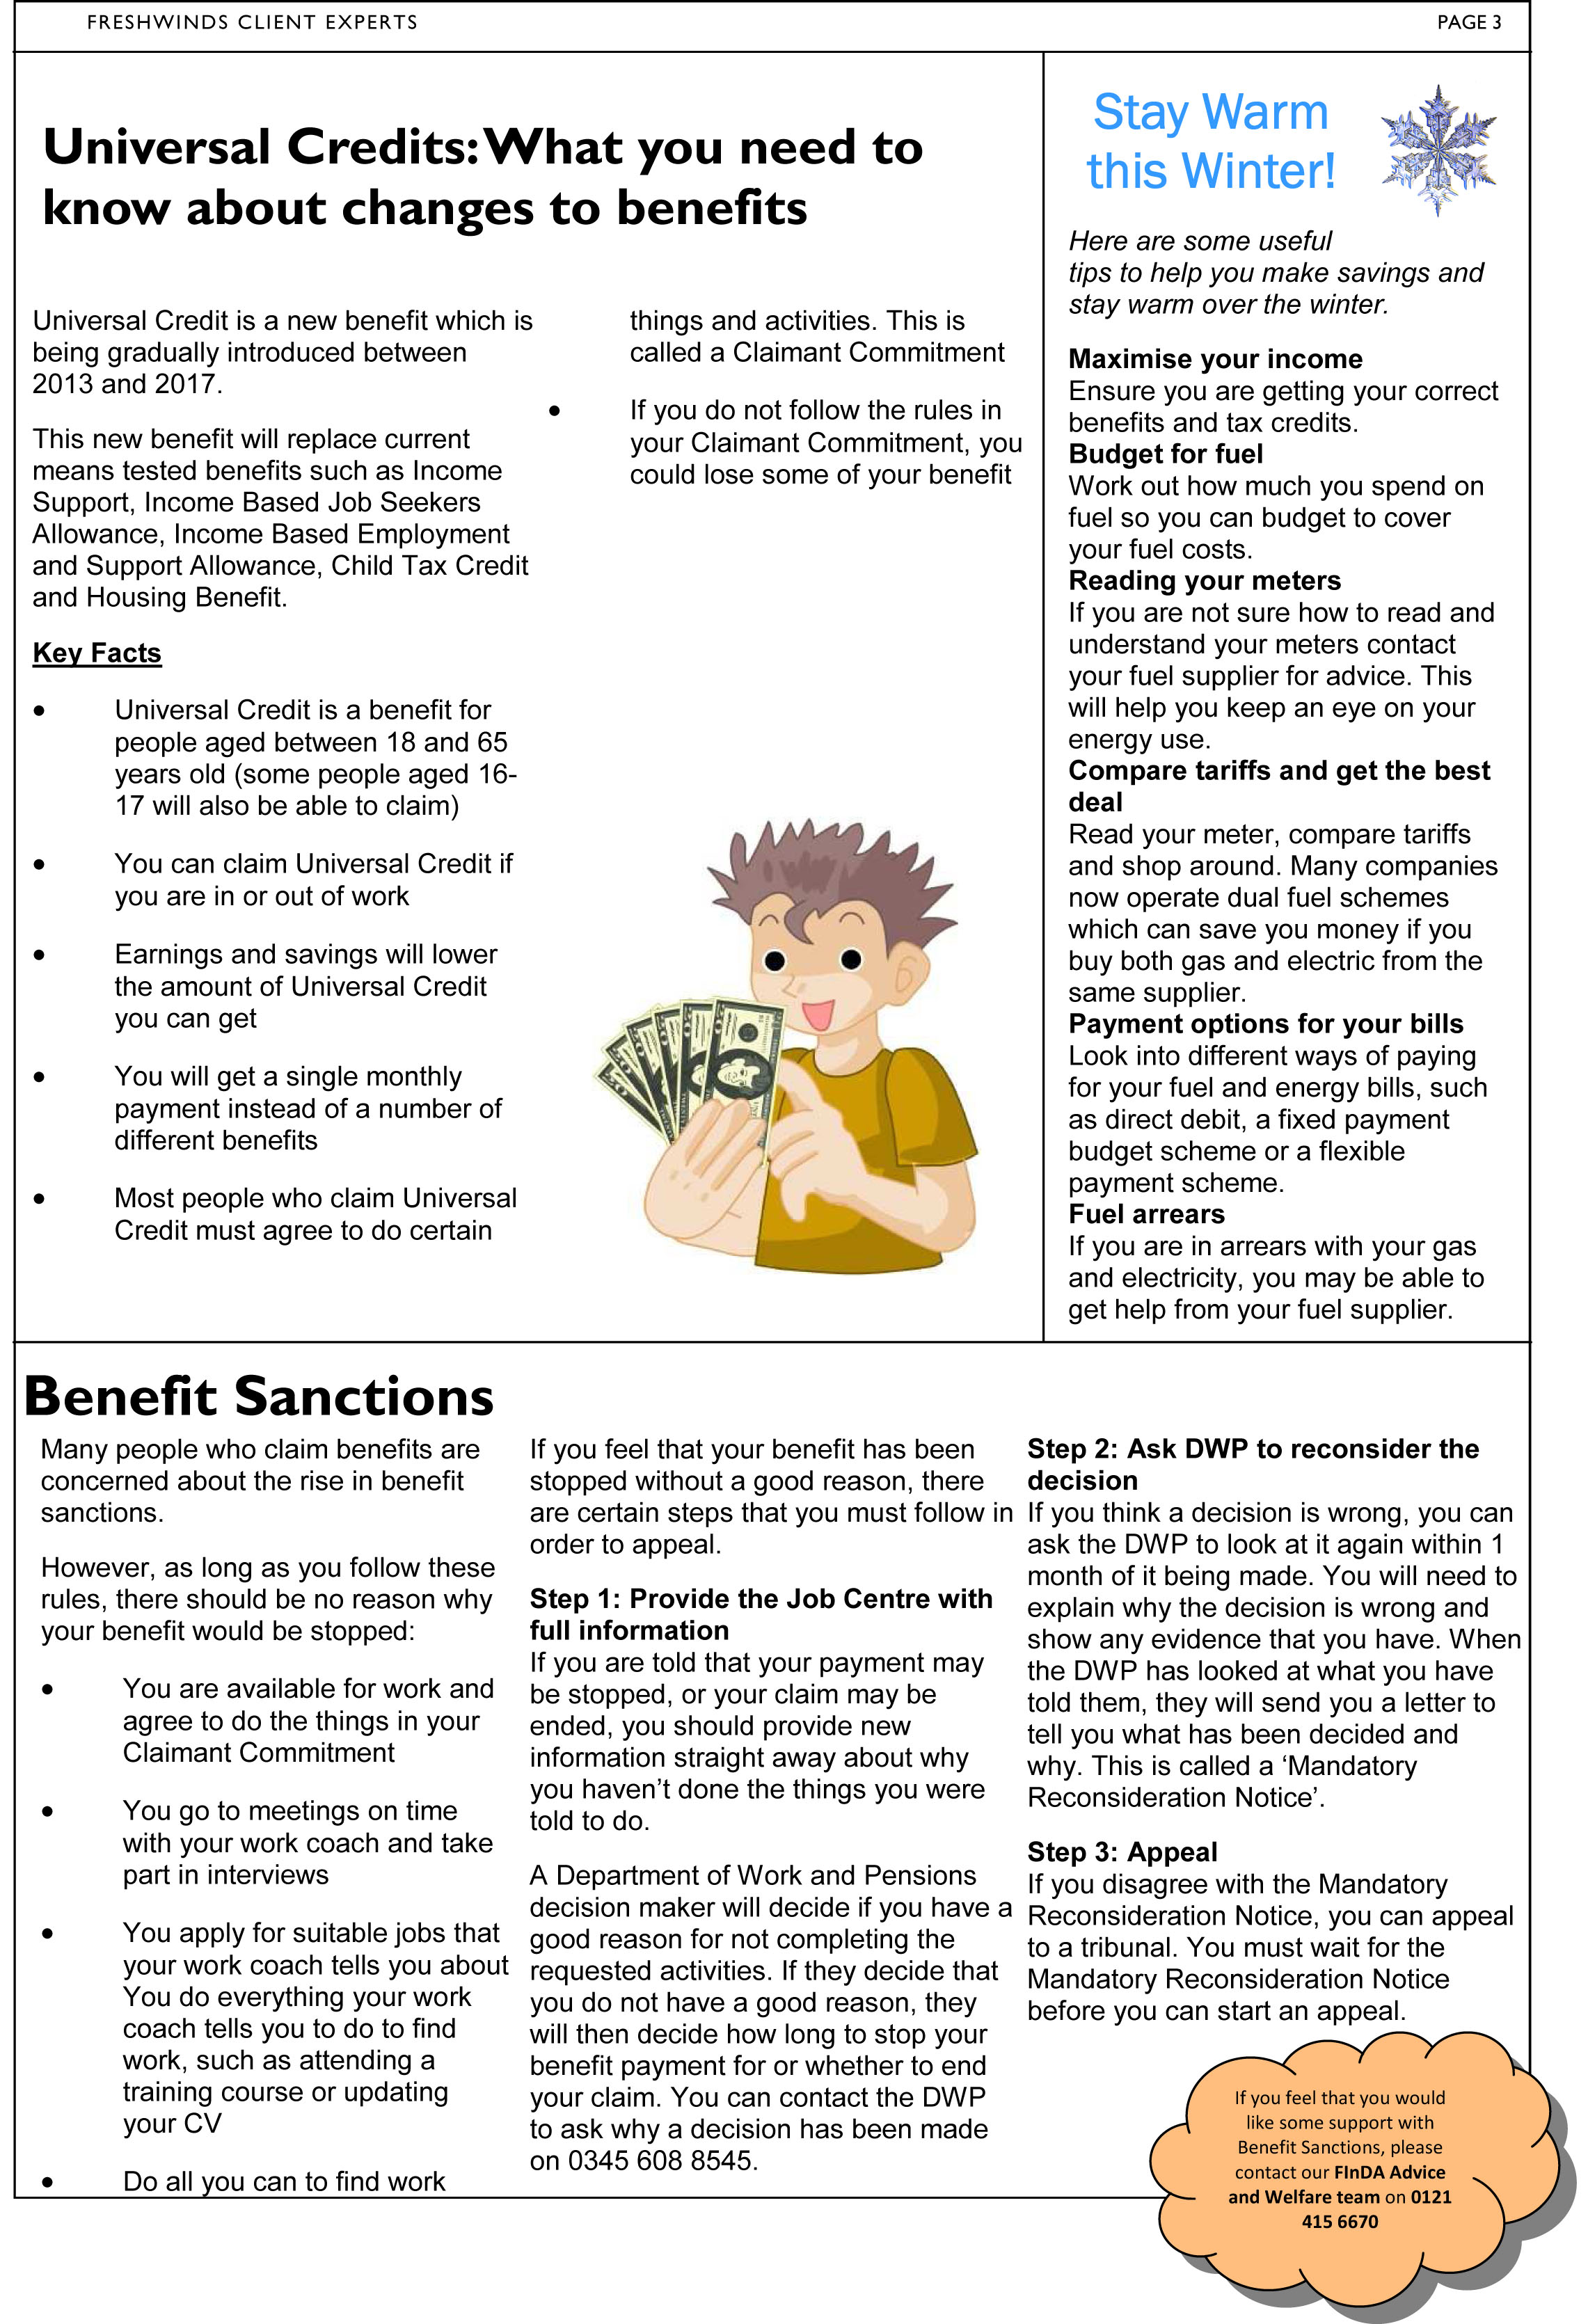 FRESHWINDS CLIENT EXPERTS
PAGE 3
Universal Credits: What you need to
know about changes to benefits
Universal Credit is a new benefit which is
being gradually introduced between
2013 and 2017.
This new benefit will replace current
means tested benefits such as Income
Support, Income Based Job Seekers
Allowance, Income Based Employment
and Support Allowance, Child Tax Credit
and Housing Benefit.
Key Facts
• Universal Credit is a benefit for
people aged between 18 and 65
years old (some people aged 16-
17 will also be able to claim)
• You can claim Universal Credit if
you are in or out of work
• Earnings and savings will lower
the amount of Universal Credit
you can get
• You will get a single monthly
payment instead of a number of
different benefits
• Most people who claim Universal
Credit must agree to do certain
things and activities. This is
called a Claimant Commitment
• If you do not follow the rules in
your Claimant Commitment, you
could lose some of your benefit
Stay Warm
this Winter!
Here are some useful
tips to help you make savings and
stay warm over the winter.
Maximise your income
Ensure you are getting your correct
benefits and tax credits.
Budget for fuel
Work out how much you spend on
fuel so you can budget to cover
your fuel costs.
Reading your meters
If you are not sure how to read and
understand your meters contact
your fuel supplier for advice. This
will help you keep an eye on your
energy use.
Compare tariffs and get the best
deal
Read your meter, compare tariffs
and shop around. Many companies
now operate dual fuel schemes
which can save you money if you
buy both gas and electric from the
same supplier.
Payment options for your bills
Look into different ways of paying
for your fuel and energy bills, such
as direct debit, a fixed payment
budget scheme or a flexible
payment scheme.
Fuel arrears
If you are in arrears with your gas
and electricity, you may be able to
get help from your fuel supplier.
Benefit Sanctions
Many people who claim benefits are
concerned about the rise in benefit
sanctions.
However, as long as you follow these
rules, there should be no reason why
your benefit would be stopped:
• You are available for work and
agree to do the things in your
Claimant Commitment
• You go to meetings on time
with your work coach and take
part in interviews
• You apply for suitable jobs that
your work coach tells you about
You do everything your work
coach tells you to do to find
work, such as attending a
training course or updating
your CV
• Do all you can to find work
If you feel that your benefit has been
stopped without a good reason, there
are certain steps that you must follow in
order to appeal.
Step 1: Provide the Job Centre with
full information
If you are told that your payment may
be stopped, or your claim may be
ended, you should provide new
information straight away about why
you haven’t done the things you were
told to do.
A Department of Work and Pensions
decision maker will decide if you have a
good reason for not completing the
requested activities. If they decide that
you do not have a good reason, they
will then decide how long to stop your
benefit payment for or whether to end
your claim. You can contact the DWP
to ask why a decision has been made
on 0345 608 8545.
Step 2: Ask DWP to reconsider the
decision
If you think a decision is wrong, you can
ask the DWP to look at it again within 1
month of it being made. You will need to
explain why the decision is wrong and
show any evidence that you have. When
the DWP has looked at what you have
told them, they will send you a letter to
tell you what has been decided and
why. This is called a ‘Mandatory
Reconsideration Notice’.
Step 3: Appeal
If you disagree with the Mandatory
Reconsideration Notice, you can appeal
to a tribunal. You must wait for the
Mandatory Reconsideration Notice
before you can start an appeal.
If you feel that you would
like some support with
Benefit Sanctions, please
contact our FInDA Advice
and Welfare team on 0121
415 6670